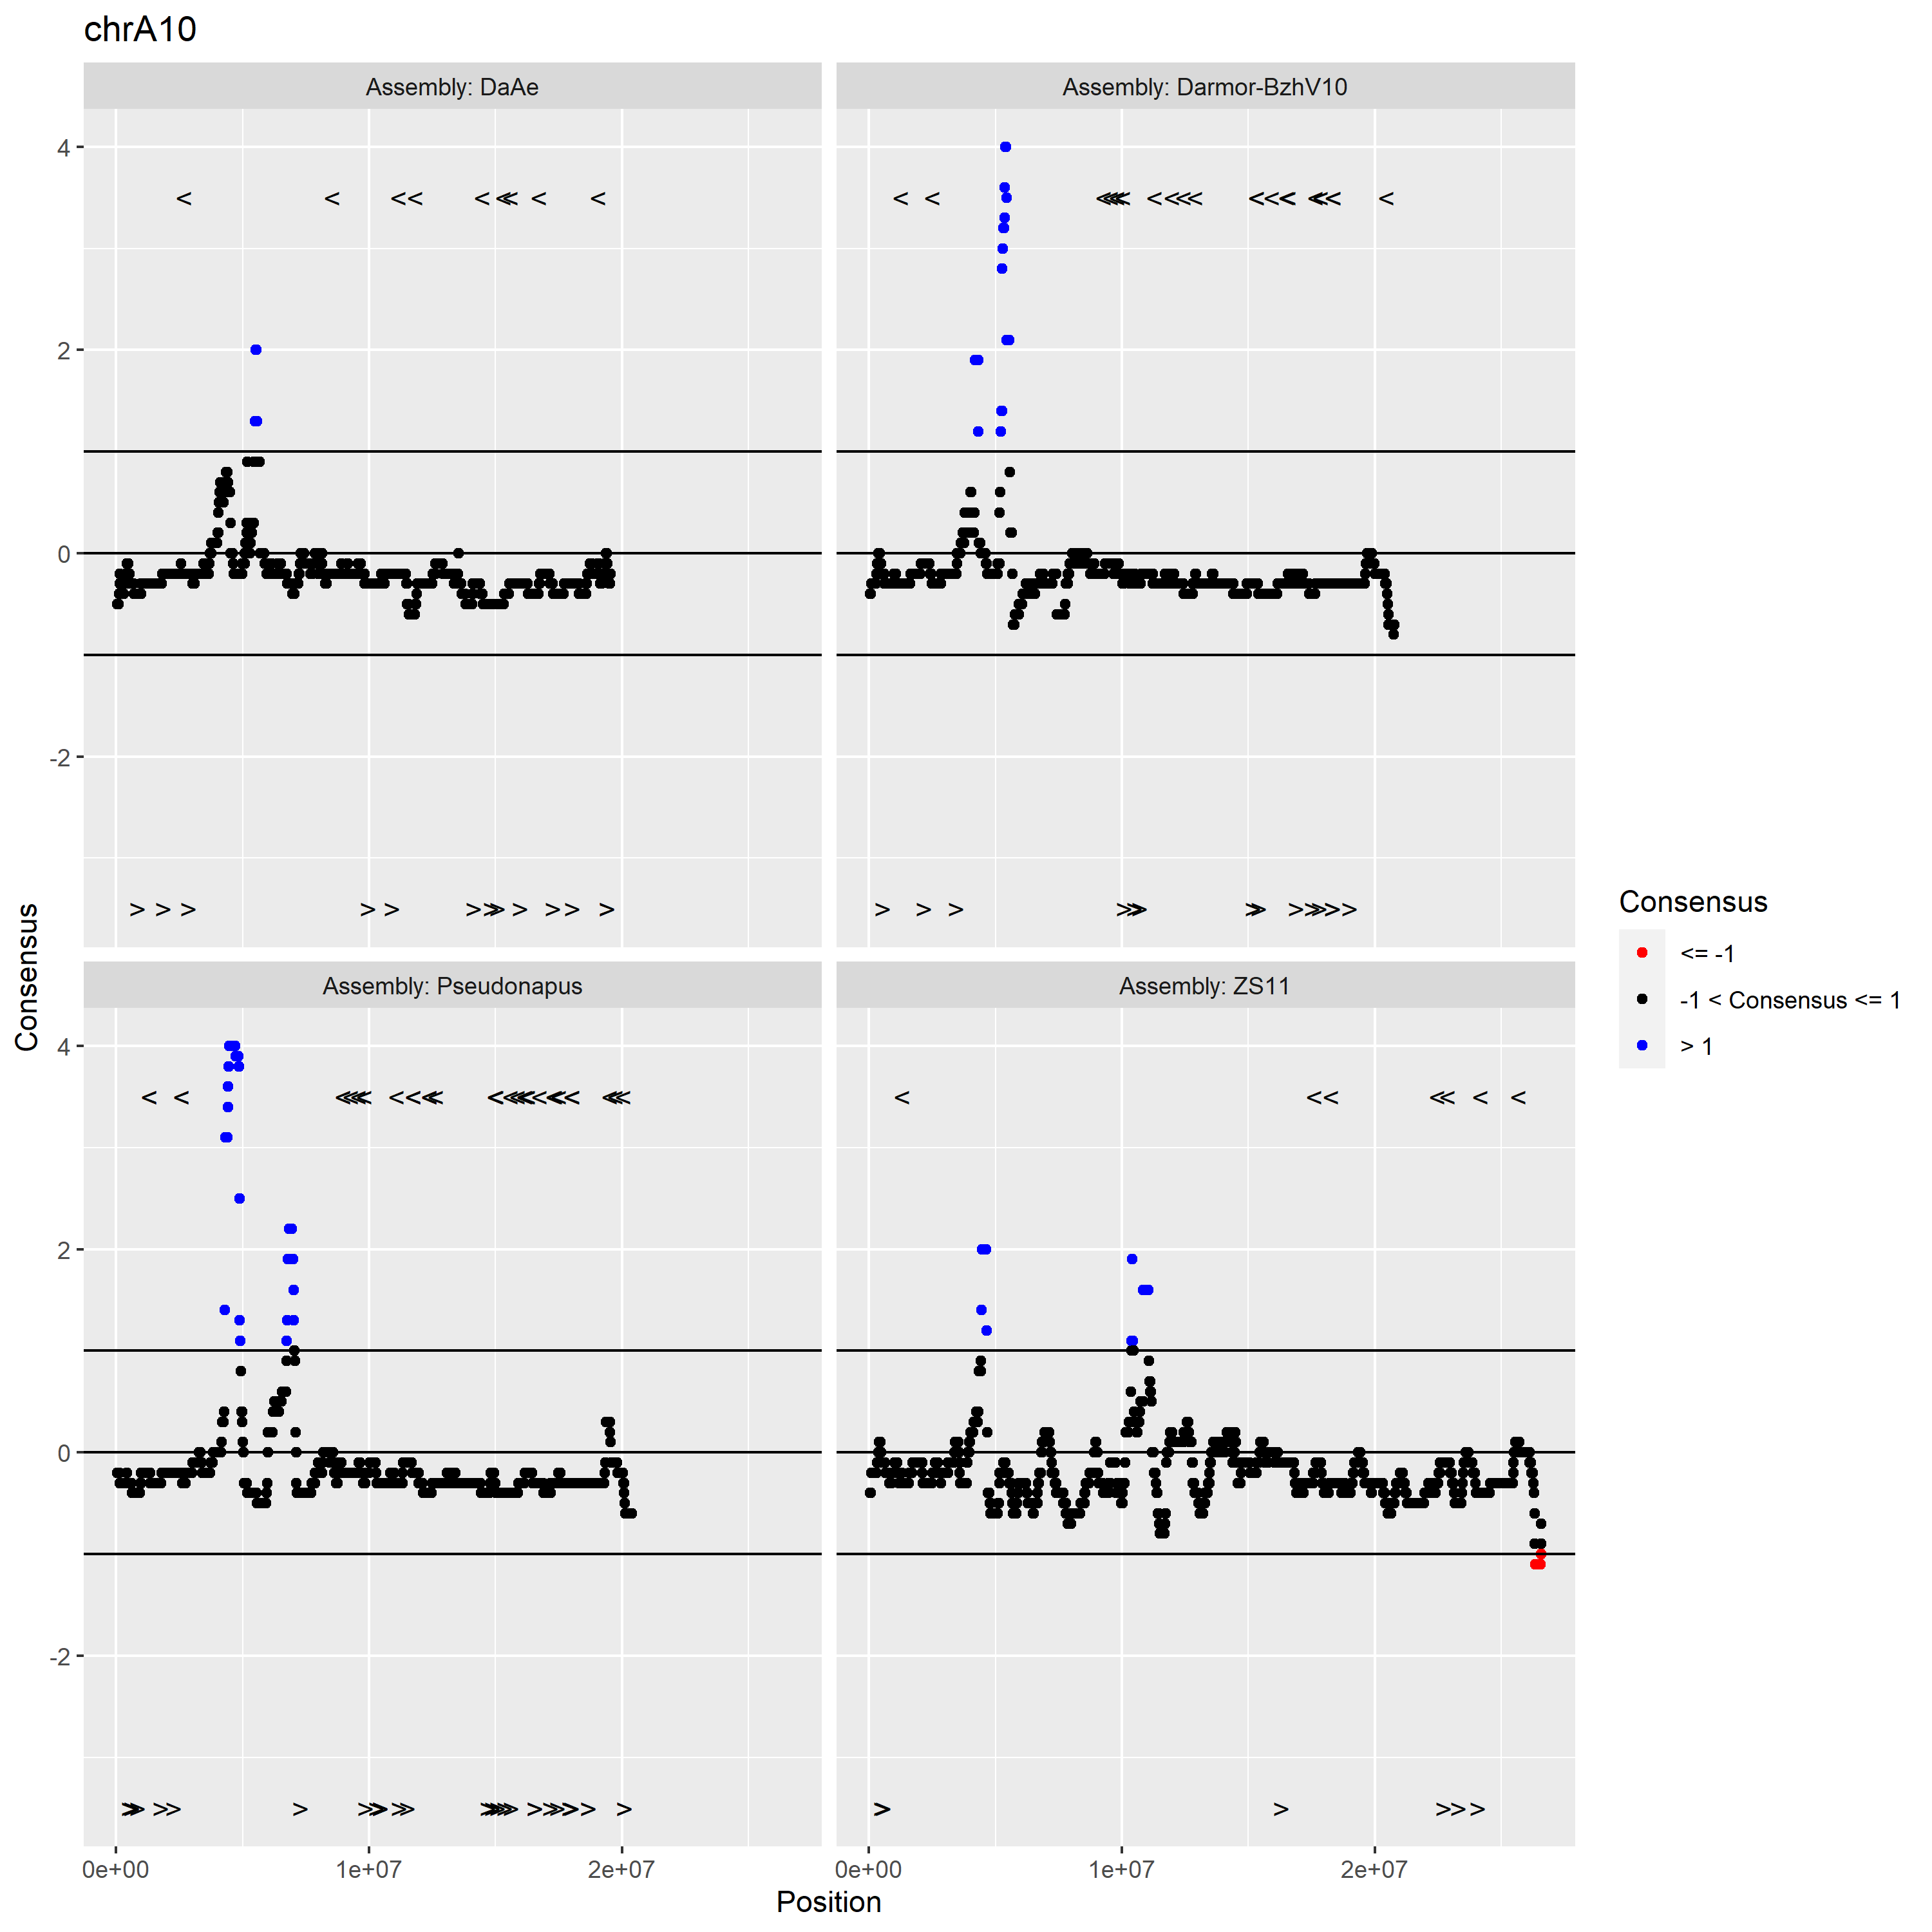 chrA10
Assembly: DaAe
Assembly: Darmor-BzhV10
4
2
0
-2
Consensus
Assembly: Pseudonapus
Assembly: ZS11
4
2
0
-2
0e+00 1e+07 2e+07
0e+00 1e+07 2e+07
Position
Consensus
<= -1
-1 < Consensus <= 1
> 1